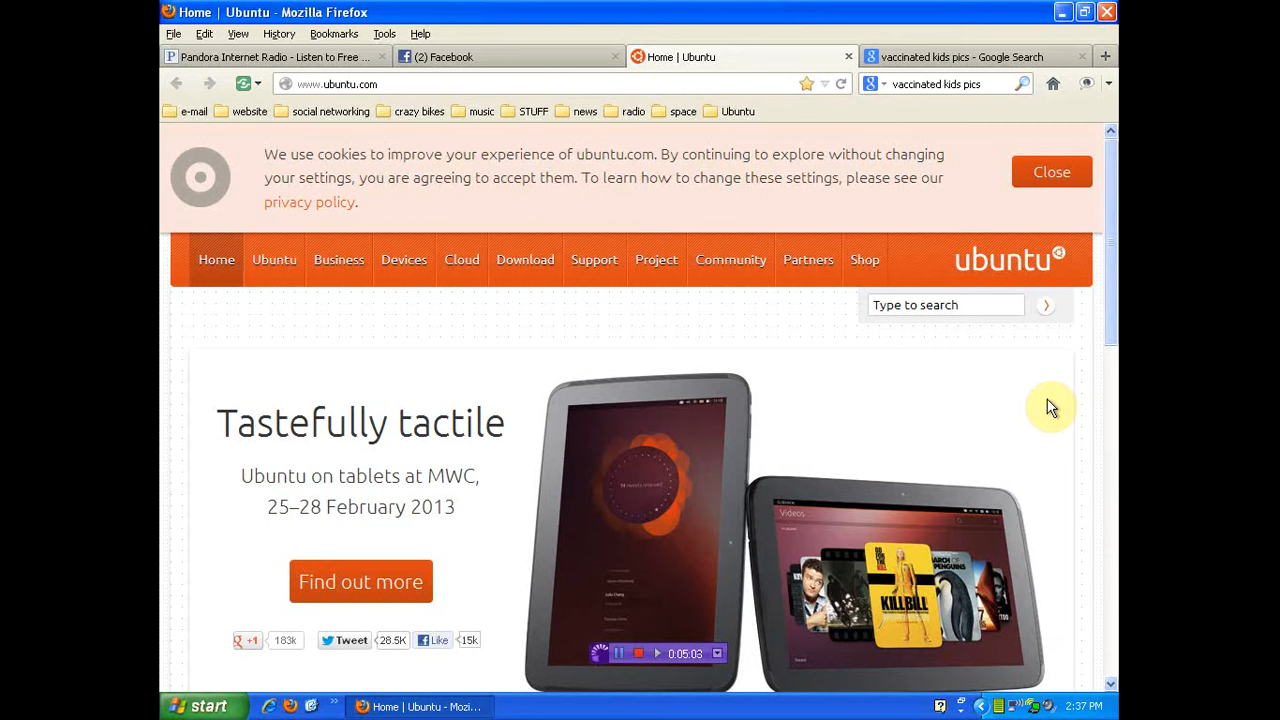 Home | Ubuntu - Mozilla Firefox
File Edit View History Bookmarks Tools Help
Pandora Internet Radio - Listen to Free ... (2) Facebook Home | Ubuntu vaccinated kids pics - Google Search
www.ubuntu.com vaccinated kids pics
e-mail website social networking crazy bikes music STUFF news radio space Ubuntu
We use cookies to improve your experience of ubuntu.com. By continuing to explore without changing
your settings, you are agreeing to accept them. To learn how to change these settings, please see our
privacy policy.
Close
Home Ubuntu Business Devices Cloud Download Support Project Community Partners Shop ubuntu
Type to search
Tastefully tactile
Ubuntu on tablets at MWC,
25–28 February 2013
Find out more
+1 183k Tweet 28.5K Like 15k
Videos
KILL BILL
PENGUINS
0:05:03
start Home | Ubuntu - Mozi... 2:37 PM